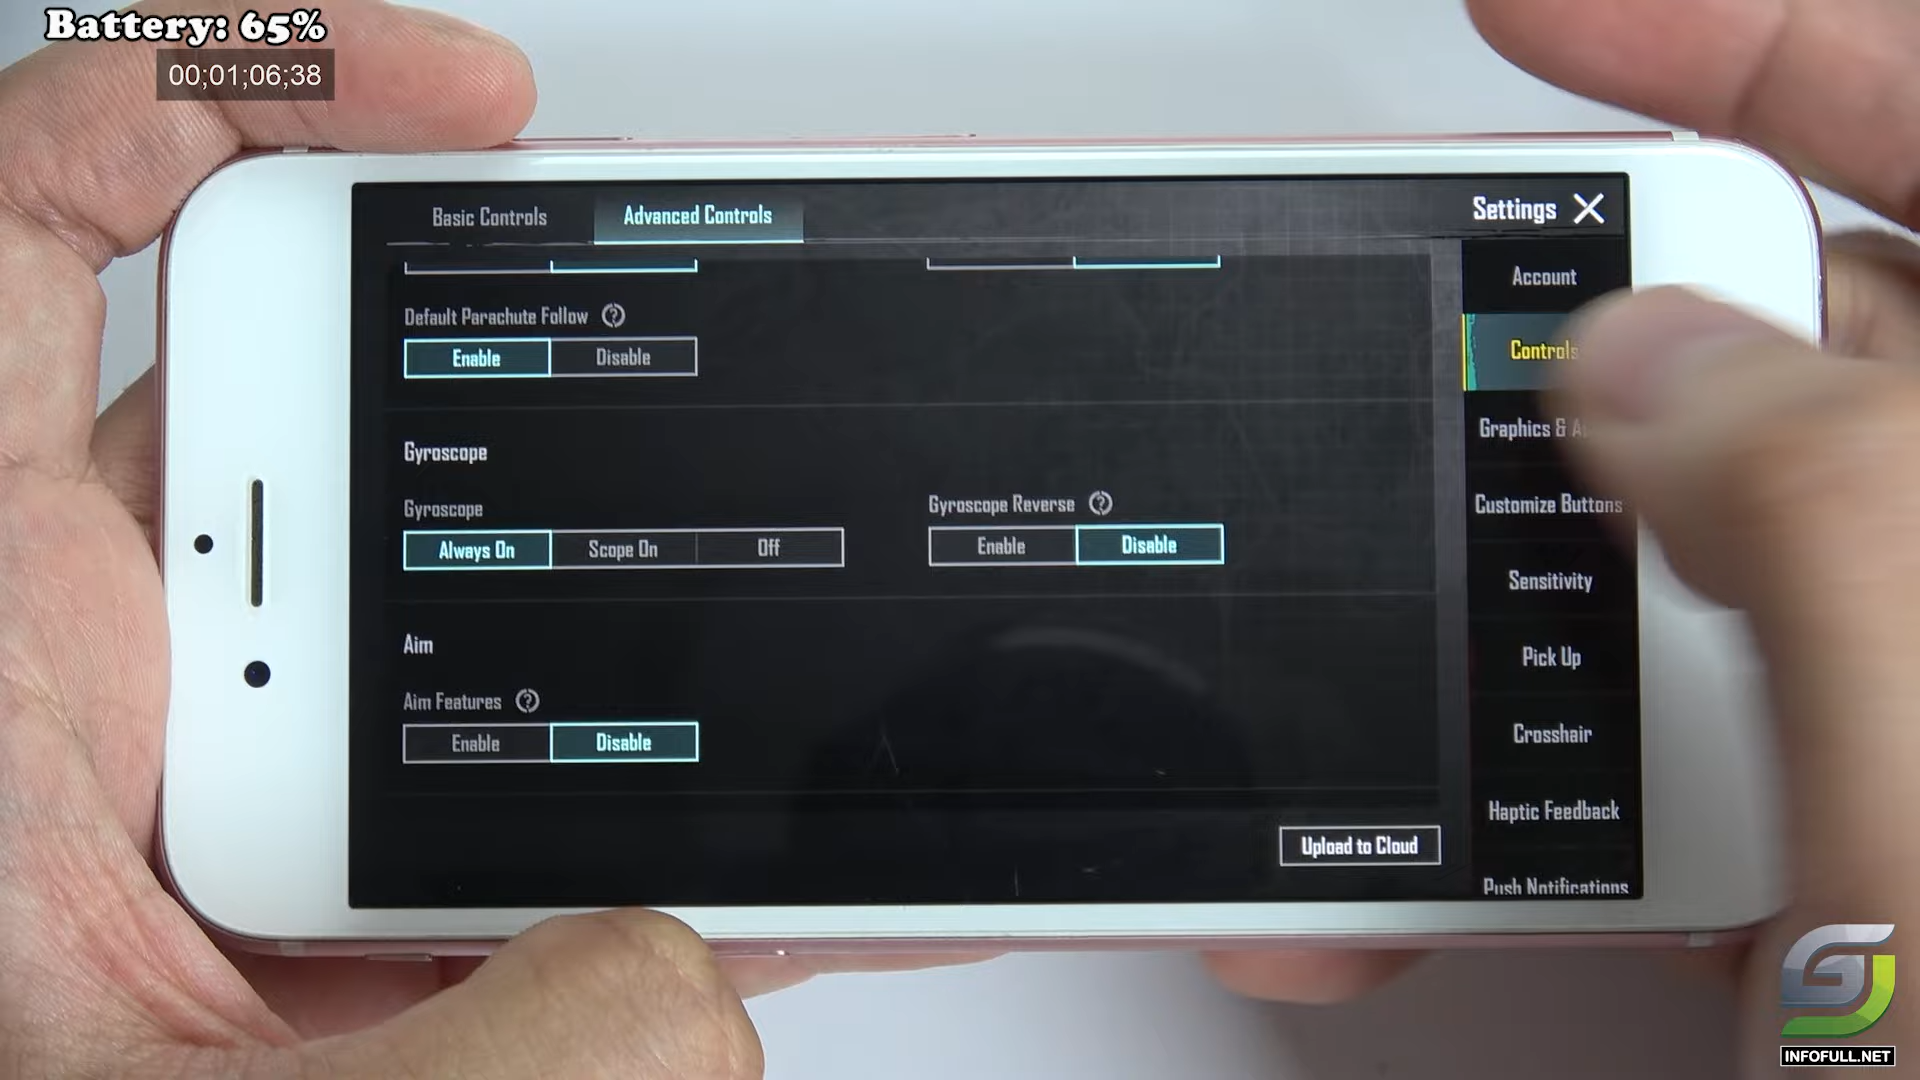 Battery: 65%
00;01;06;38
Basic Controls
Advanced Controls
Settings
Account
Default Parachute Follow
Enable
Disable
Controls
Graphics &
Gyroscope
Customize Buttons
Gyroscope
Gyroscope Reverse
Always On
Scope On
Off
Enable
Disable
Sensitivity
Aim
Pick Up
Aim Features
Enable
Disable
Crosshair
Haptic Feedback
Upload to Cloud
Push Notifications
INFOFULL.NET